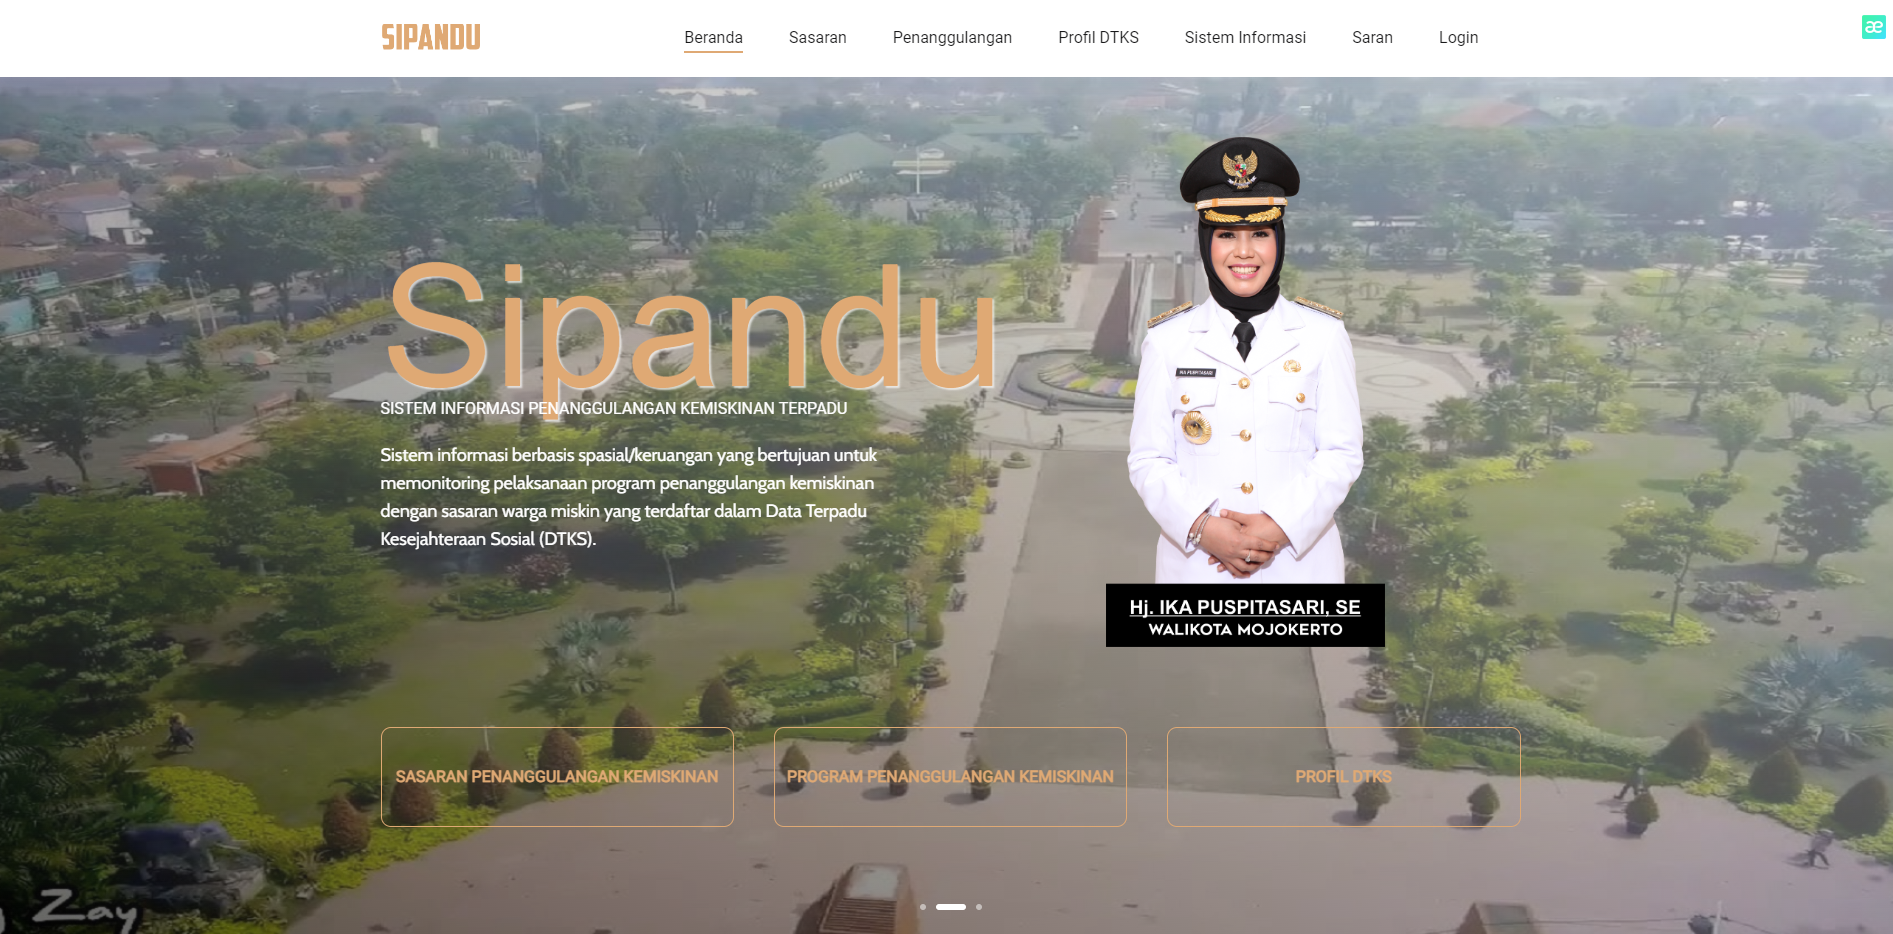 SIPANDU
Beranda Sasaran Penanggulangan Profil DTKS Sistem Informasi Saran Login
æ
Sipandu
SISTEM INFORMASI PENANGGULANGAN KEMISKINAN TERPADU
Sistem informasi berbasis spasial/keruangan yang bertujuan untuk
memonitoring pelaksanaan program penanggulangan kemiskinan
dengan sasaran warga miskin yang terdaftar dalam Data Terpadu
Kesejahteraan Sosial (DTKS).
IKA PUSPITASARI
Hj. IKA PUSPITASARI, SE
WALIKOTA MOJOKERTO
SASARAN PENANGGULANGAN KEMISKINAN
PROGRAM PENANGGULANGAN KEMISKINAN
PROFIL DTKS
Zay